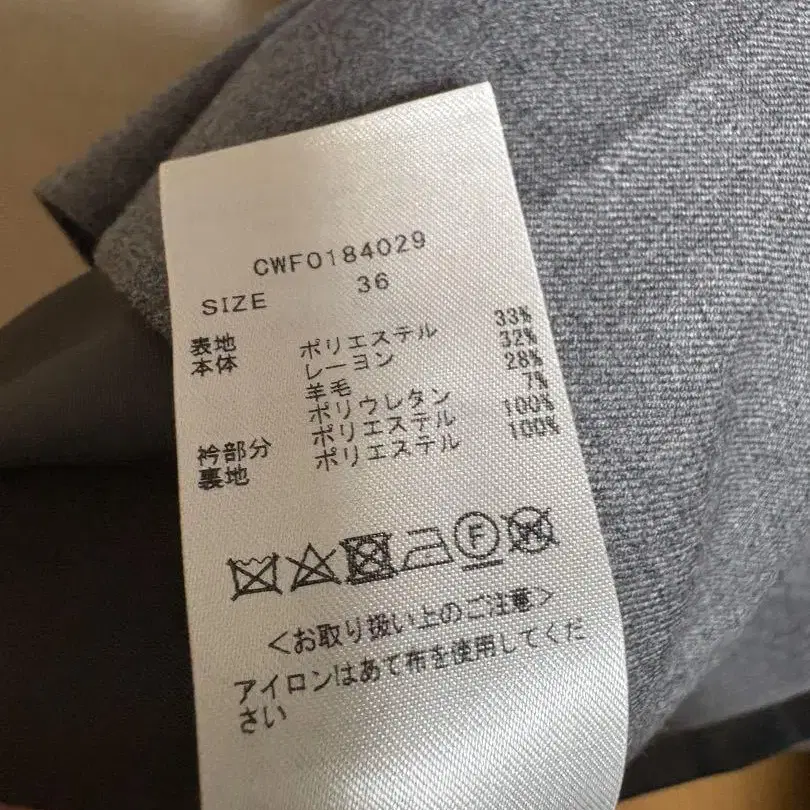 CWF0184029
SIZE 36
表地 ポリエステル 33%
本体 レーヨン 32%
羊毛 28%
ポリウレタン 7%
衿部分 ポリエステル 100%
裏地 ポリエステル 100%
F W
<お取り扱い上のご注意>
アイロンはあて布を使用してくだ
さい